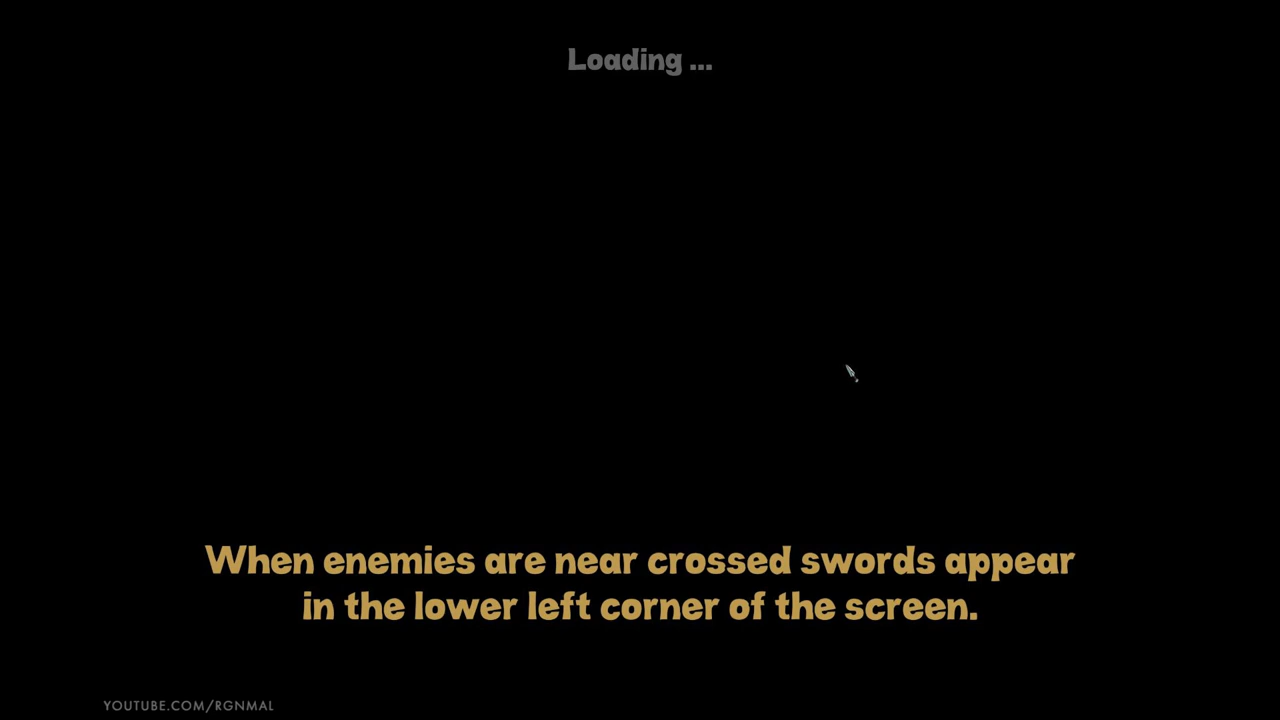 Loading ...
When enemies are near crossed swords appear
in the lower left corner of the screen.
YOUTUBE.COM/RGNMAL